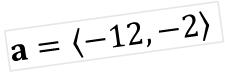 a = ⟨−12, −2⟩